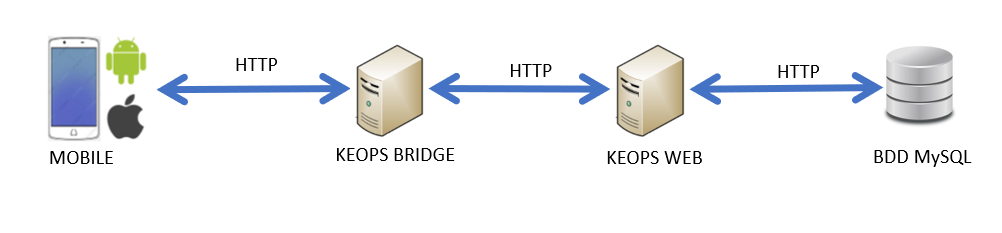 HTTP
HTTP
HTTP
MOBILE
KEOPS BRIDGE
KEOPS WEB
BDD MySQL